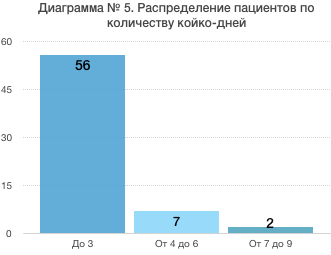 Диаграмма № 5. Распределение пациентов по
количеству койко-дней
60
45
30
15
0
56
7
2
До 3
От 4 до 6
От 7 до 9